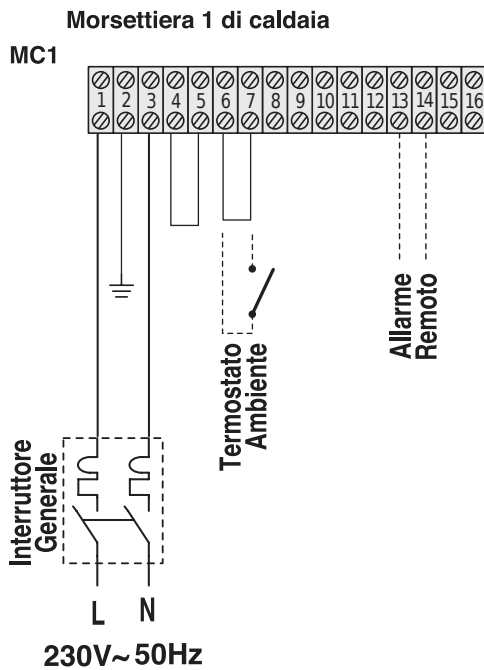 Morsettiera 1 di caldaia
MC1
1 2 3 4 5 6 7 8 9 10 11 12 13 14 15 16
Termostato
Ambiente
Allarme
Remoto
Interruttore
Generale
L N
230V~50Hz